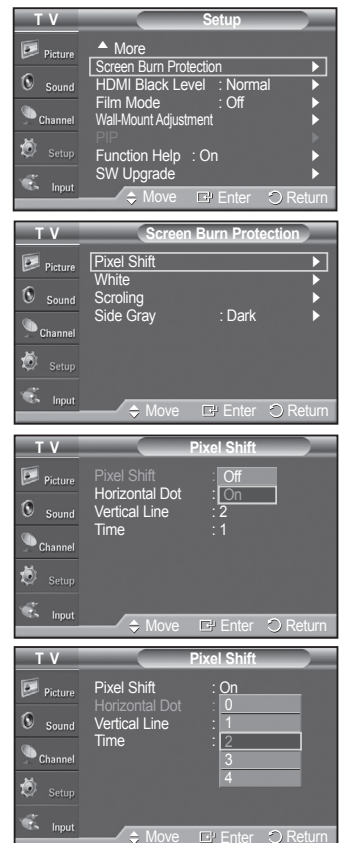 T V Setup
▲ More
Picture Screen Burn Protection ►
Sound HDMI Black Level : Normal ►
Film Mode : Off ►
Channel Wall-Mount Adjustment ►
PIP ►
Setup Function Help : On ►
SW Upgrade ►
Input
Move Enter Return
T V Screen Burn Protection
Picture Pixel Shift ►
White ►
Sound Scroling ►
Side Gray : Dark ►
Channel
Setup
Input
Move Enter Return
T V Pixel Shift
Picture Pixel Shift : Off
Horizontal Dot : On
Sound Vertical Line : 2
Time : 1
Channel
Setup
Input
Move Enter Return
T V Pixel Shift
Picture Pixel Shift : On
Horizontal Dot : 0
Sound Vertical Line : 1
Time : 2
Channel 3
4
Setup
Input
Move Enter Return